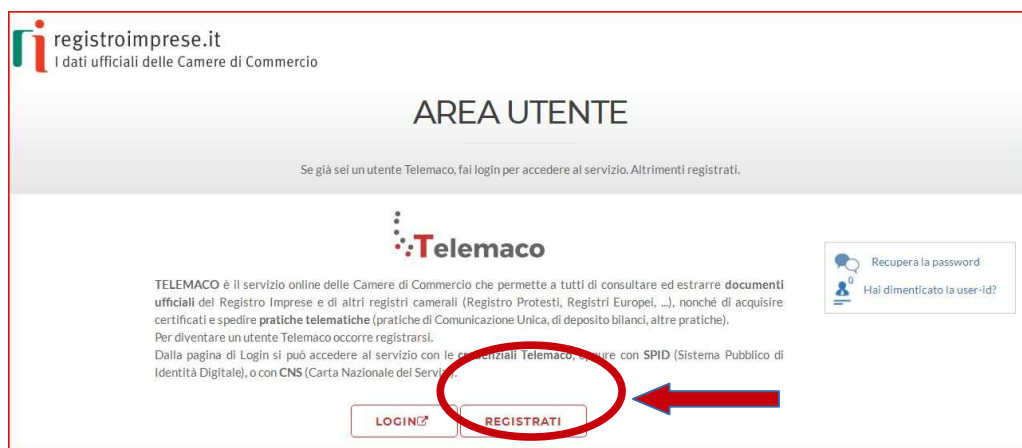 registroimprese.it
I dati ufficiali delle Camere di Commercio
AREA UTENTE
Se già sei un utente Telemaco, fai login per accedere al servizio. Altrimenti registrati.
Telemaco
Recupera la password
0
Hai dimenticato la user-id?
TELEMACO è il servizio online delle Camere di Commercio che permette a tutti di consultare ed estrarre documenti
ufficiali del Registro Imprese e di altri registri camerali (Registro Protesti, Registri Europei, ...), nonché di acquisire
certificati e spedire pratiche telematiche (pratiche di Comunicazione Unica, di deposito bilanci, altre pratiche).
Per diventare un utente Telemaco occorre registrarsi.
Dalla pagina di Login si può accedere al servizio con le credenziali Telemaco, oppure con SPID (Sistema Pubblico di
Identità Digitale), o con CNS (Carta Nazionale dei Servizi).
LOGIN
REGISTRATI